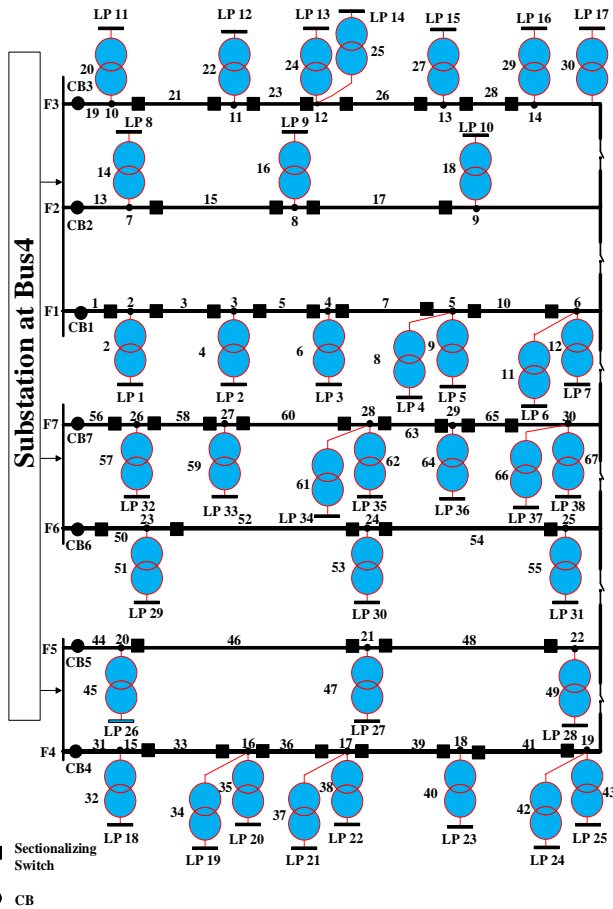 LP 11
LP 12
LP 13
LP 14
LP 15
LP 16
LP 17
20
22
24
25
27
29
30
CB3
21
23
26
28
F3
19
10
11
12
13
14
LP 8
LP 9
LP 10
14
16
18
13
15
17
F2
CB2
7
8
9
Substation at Bus4
1
2
3
3
5
4
7
5
10
6
F1
CB1
2
4
6
8
9
11
12
LP 1
LP 2
LP 3
LP 4
LP 5
LP 6
LP 7
56
26
58
27
60
28
63
29
65
30
F7
CB7
57
59
61
62
64
66
67
LP 32
LP 33
LP 34
LP 35
LP 36
LP 37
LP 38
F6
CB6
50
23
52
24
54
25
51
53
55
LP 29
LP 30
LP 31
44
20
46
21
48
22
F5
CB5
45
47
49
LP 26
LP 27
LP 28
31
15
33
16
36
17
39
18
41
19
F4
CB4
32
34
35
37
38
40
42
43
LP 18
LP 19
LP 20
LP 21
LP 22
LP 23
LP 24
LP 25
Sectionalizing
Switch
CB